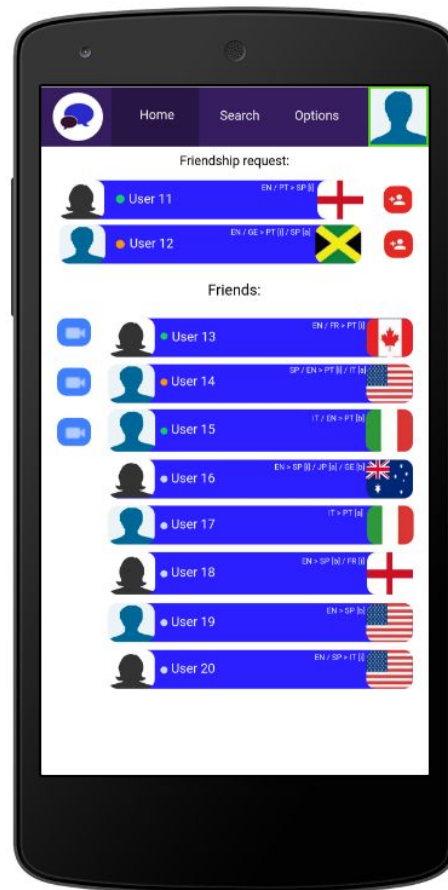 Home Search Options
Friendship request:
EN / PT > SP [i]
User 11
EN / GE > PT [i] / SP [a]
User 12
Friends:
EN / FR > PT [i]
User 13
SP / EN > PT [i] / IT [a]
User 14
IT / EN > PT [b]
User 15
EN > SP [i] / JP [a] / GE [b]
User 16
IT > PT [a]
User 17
EN > SP [a] / FR [i]
User 18
EN > SP [b]
User 19
EN / SP > IT [i]
User 20